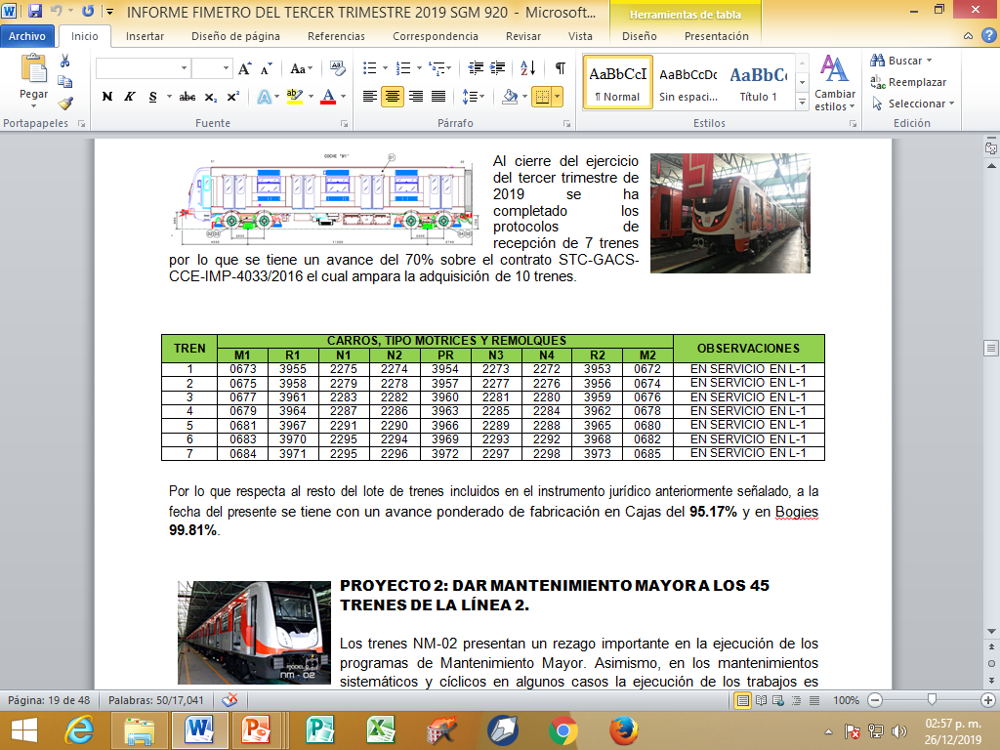 INFORME FIMETRO DEL TERCER TRIMESTRE 2019 SGM 920 - Microsoft...
Herramientas de tabla
Archivo Inicio Insertar Diseño de página Referencias Correspondencia Revisar Vista Diseño Presentación
Pegar
Portapapeles
N K S abc x₂ x²
Aa
Fuente
Párrafo
AaBbCcI AaBbCcDc AaBbCc
¶ Normal Sin espaci... Título 1
Cambiar estilos
Estilos
Buscar
Reemplazar
Seleccionar
Edición
COCHE "M1"
Al cierre del ejercicio
del tercer trimestre de
2019 se ha
completado los
protocolos de
recepción de 7 trenes
por lo que se tiene un avance del 70% sobre el contrato STC-GACS-
CCE-IMP-4033/2016 el cual ampara la adquisición de 10 trenes.
TREN CARROS, TIPO MOTRICES Y REMOLQUES OBSERVACIONES
M1 R1 N1 N2 PR N3 N4 R2 M2
1 0673 3955 2275 2274 3954 2273 2272 3953 0672 EN SERVICIO EN L-1
2 0675 3958 2279 2278 3957 2277 2276 3956 0674 EN SERVICIO EN L-1
3 0677 3961 2283 2282 3960 2281 2280 3959 0676 EN SERVICIO EN L-1
4 0679 3964 2287 2286 3963 2285 2284 3962 0678 EN SERVICIO EN L-1
5 0681 3967 2291 2290 3966 2289 2288 3965 0680 EN SERVICIO EN L-1
6 0683 3970 2295 2294 3969 2293 2292 3968 0682 EN SERVICIO EN L-1
7 0684 3971 2295 2296 3972 2297 2298 3973 0685 EN SERVICIO EN L-1
Por lo que respecta al resto del lote de trenes incluidos en el instrumento jurídico anteriormente señalado, a la
fecha del presente se tiene con un avance ponderado de fabricación en Cajas del 95.17% y en Bogies
99.81%.
PROYECTO 2: DAR MANTENIMIENTO MAYOR A LOS 45
TRENES DE LA LÍNEA 2.
nm - 02
Los trenes NM-02 presentan un rezago importante en la ejecución de los
programas de Mantenimiento Mayor. Asimismo, en los mantenimientos
sistemáticos y cíclicos en algunos casos la ejecución de los trabajos es
Página: 19 de 48 Palabras: 50/17,041 100%
02:57 p. m.
26/12/2019